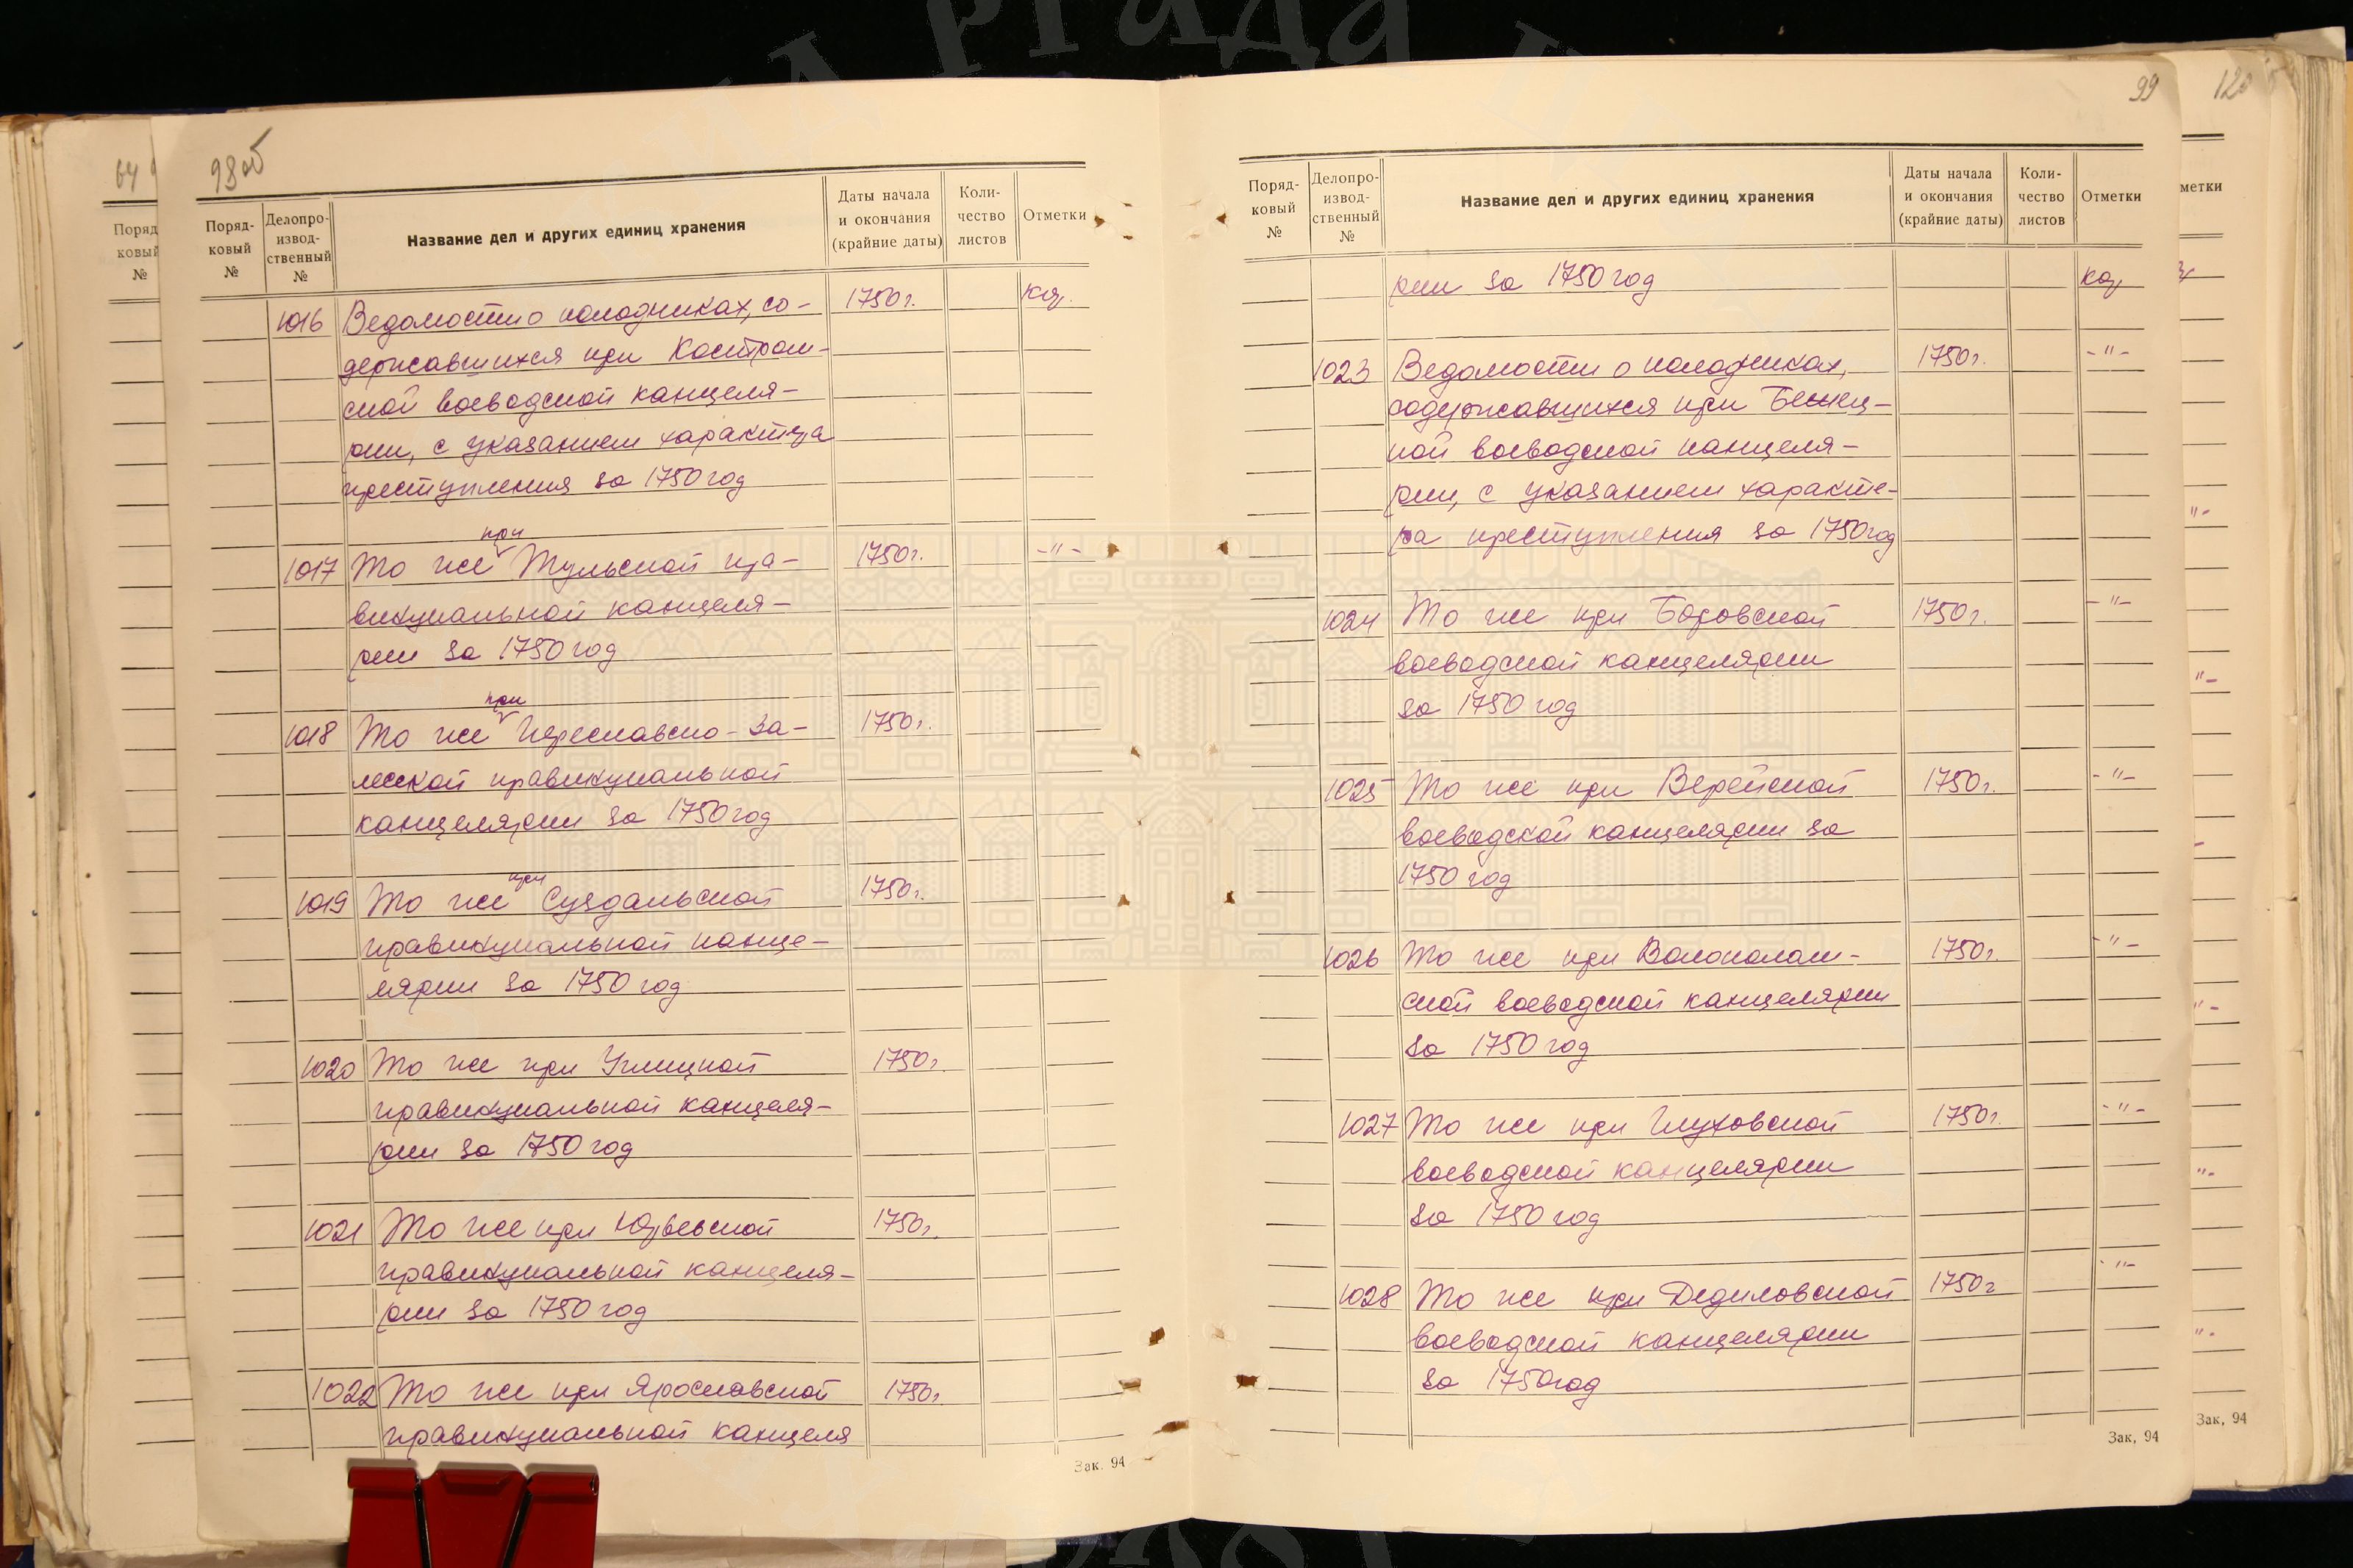 98об
Поряд-
ковый
№
Делопро-
извод-
ственный
№
Название дел и других единиц хранения
Даты начала
и окончания
(крайние даты)
Коли-
чество
листов
Отметки
1016 Ведомости о колодниках, со- 1750 г.
державшихся при Костром-
ской воеводской канцеля-
рии, с указанием характера
преступления за 1750 год
при
1017 То же Тульской пра- 1750 г. -"-
винциальной канцеля-
рии за 1750 год
при
1018 То же Переславско-За- 1750 г.
лесской провинциальной
канцелярии за 1750 год
при
1019 То же Суздальской 1750 г.
провинциальной канце-
лярии за 1750 год
1020 То же при Углицкой 1750 г.
провинциальной канцеля-
рии за 1750 год
1021 То же при Юрьевской 1750 г.
провинциальной канцеля-
рии за 1750 год
1022 То же при Ярославской 1750 г.
провинциальной канцеля
Зак. 94
99
Поряд-
ковый
№
Делопро-
извод-
ственный
№
Название дел и других единиц хранения
Даты начала
и окончания
(крайние даты)
Коли-
чество
листов
Отметки
рии за 1750 год
1023 Ведомости о колодниках, 1750 г. -"-
содержавшихся при Бежец-
кой воеводской канцеля-
рии, с указанием характе-
ра преступления за 1750 год
1024 То же при Боровской 1750 г. -"-
воеводской канцелярии
за 1750 год
1025 То же при Верейской 1750 г. -"-
воеводской канцелярии за
1750 год
1026 То же при Волоколам- 1750 г. -"-
ской воеводской канцелярии
за 1750 год
1027 То же при Глуховской 1750 г. -"-
воеводской канцелярии
за 1750 год
1028 То же при Дедиловской 1750 г -"-
воеводской канцелярии
за 1750 год
Зак, 94
Зак, 94